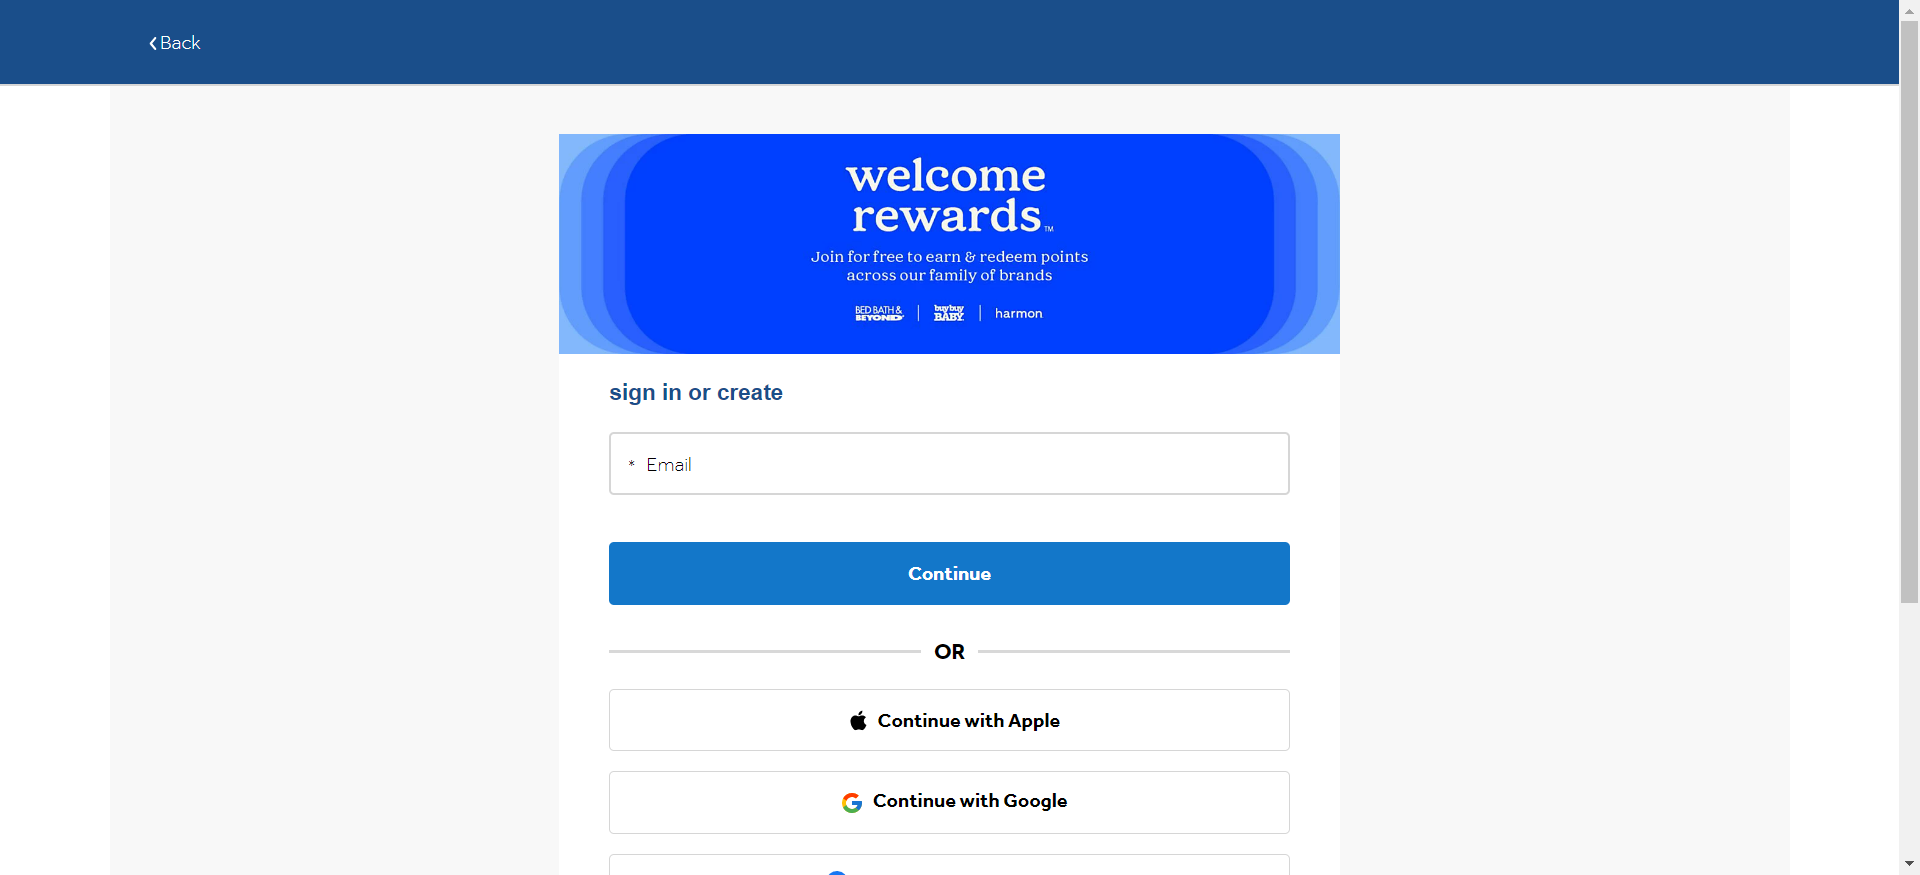 Back
welcome
rewards™
Join for free to earn & redeem points
across our family of brands
BED BATH &
BEYOND
buybuy
BABY
harmon
sign in or create
* Email
Continue
OR
Continue with Apple
Continue with Google